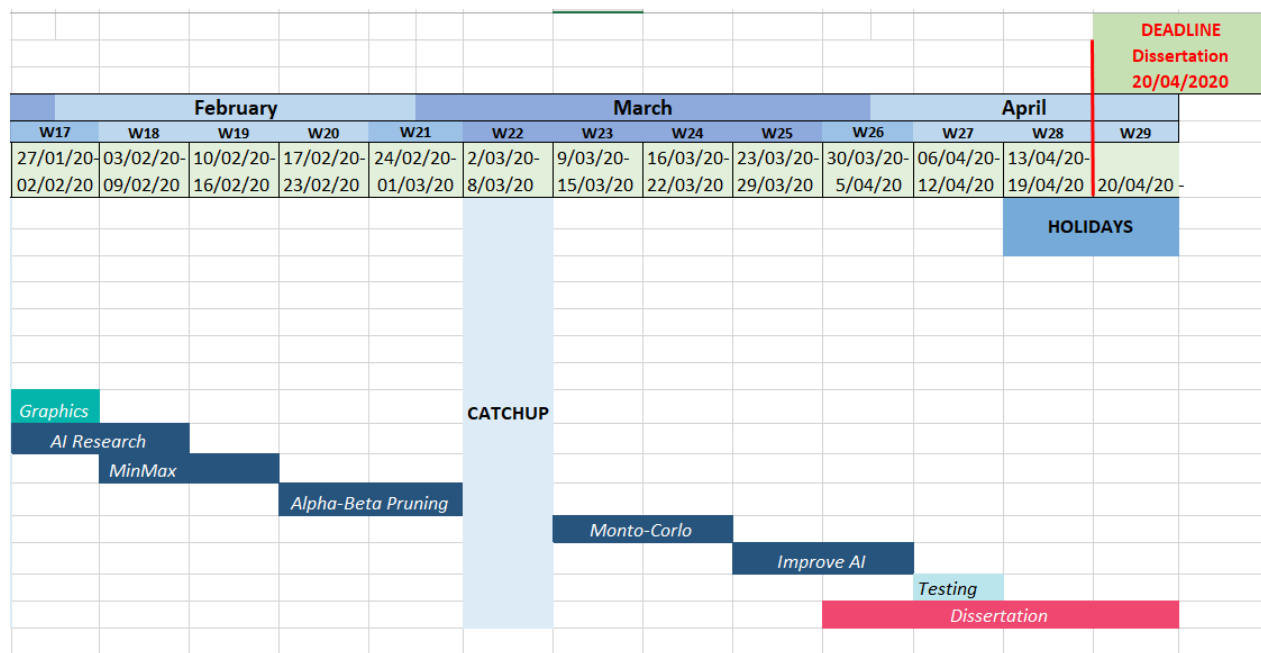 DEADLINE
Dissertation
20/04/2020
February March April
W17 W18 W19 W20 W21 W22 W23 W24 W25 W26 W27 W28 W29
27/01/20- 03/02/20- 10/02/20- 17/02/20- 24/02/20- 2/03/20- 9/03/20- 16/03/20- 23/03/20- 30/03/20- 06/04/20- 13/04/20-
02/02/20 09/02/20 16/02/20 23/02/20 01/03/20 8/03/20 15/03/20 22/03/20 29/03/20 5/04/20 12/04/20 19/04/20 20/04/20 -
HOLIDAYS
Graphics CATCHUP
AI Research
MinMax
Alpha-Beta Pruning
Monto-Corlo
Improve AI
Testing
Dissertation